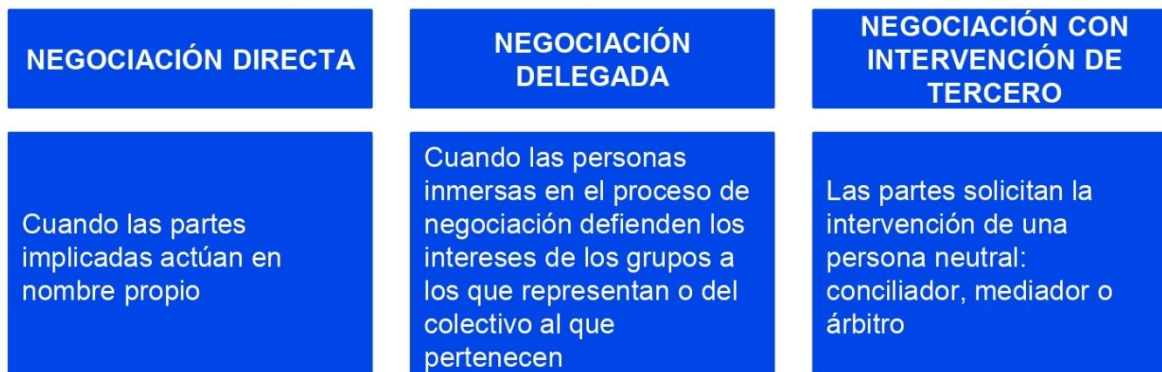 NEGOCIACIÓN DIRECTA
Cuando las partes
implicadas actúan en
nombre propio
NEGOCIACIÓN
DELEGADA
Cuando las personas
inmersas en el proceso de
negociación defienden los
intereses de los grupos a
los que representan o del
colectivo al que
pertenecen
NEGOCIACIÓN CON
INTERVENCIÓN DE
TERCERO
Las partes solicitan la
intervención de una
persona neutral:
conciliador, mediador o
árbitro